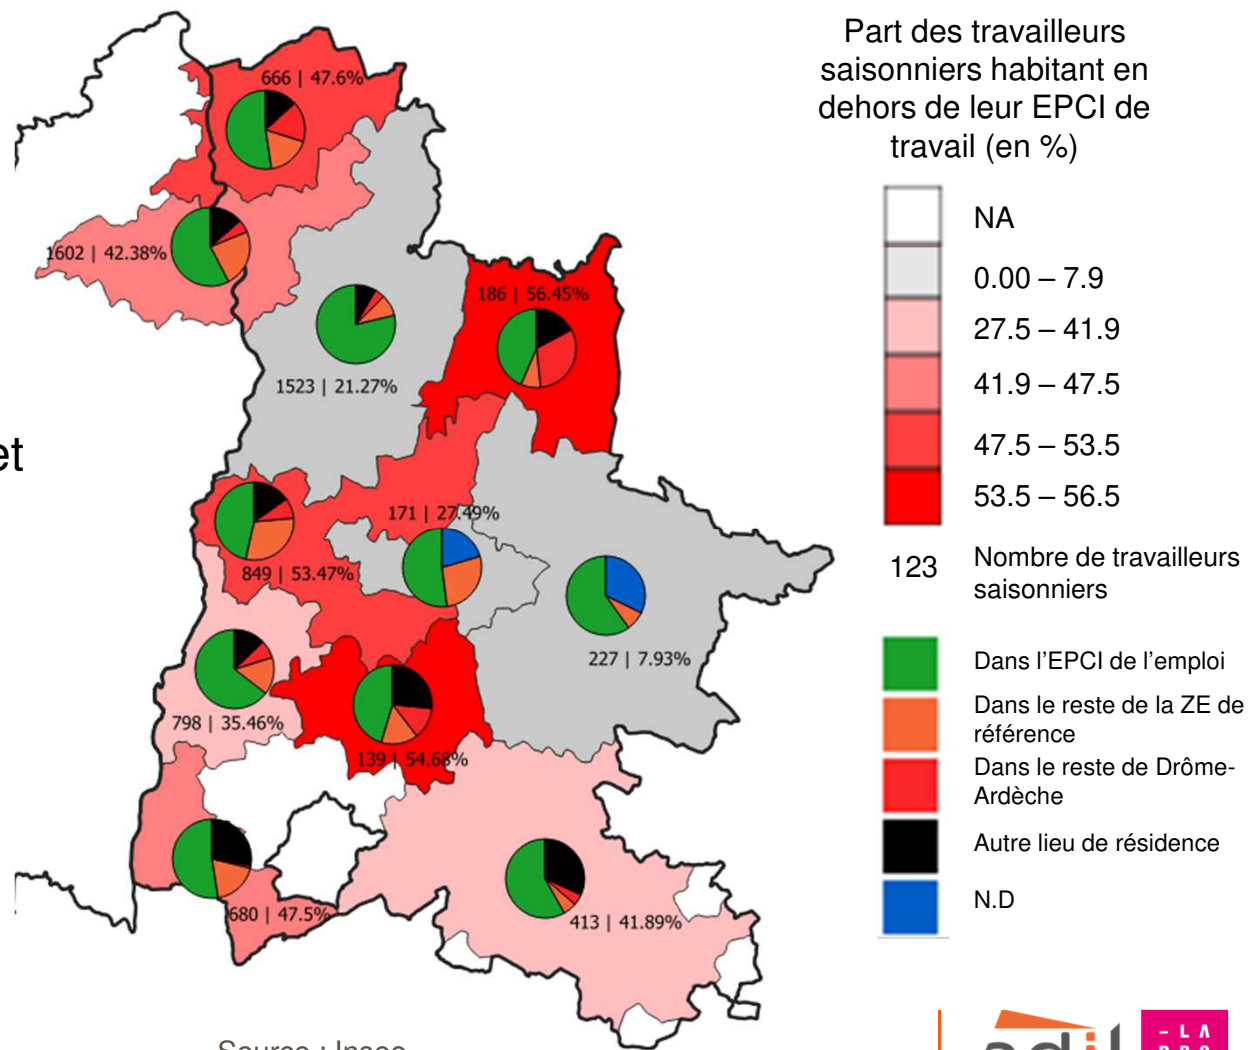 Part des travailleurs
saisonniers habitant en
dehors de leur EPCI de
travail (en %)
NA
0.00 – 7.9
27.5 – 41.9
41.9 – 47.5
47.5 – 53.5
53.5 – 56.5
123
Nombre de travailleurs
saisonniers
Dans l'EPCI de l'emploi
Dans le reste de la ZE de
référence
Dans le reste de Drôme-
Ardèche
Autre lieu de résidence
N.D
666 | 47.6%
1602 | 42.38%
186 | 56.45%
1523 | 21.27%
et
171 | 27.49%
849 | 53.47%
227 | 7.93%
798 | 35.46%
139 | 54.68%
680 | 47.5%
413 | 41.89%
Source : Insee
adil
– L A